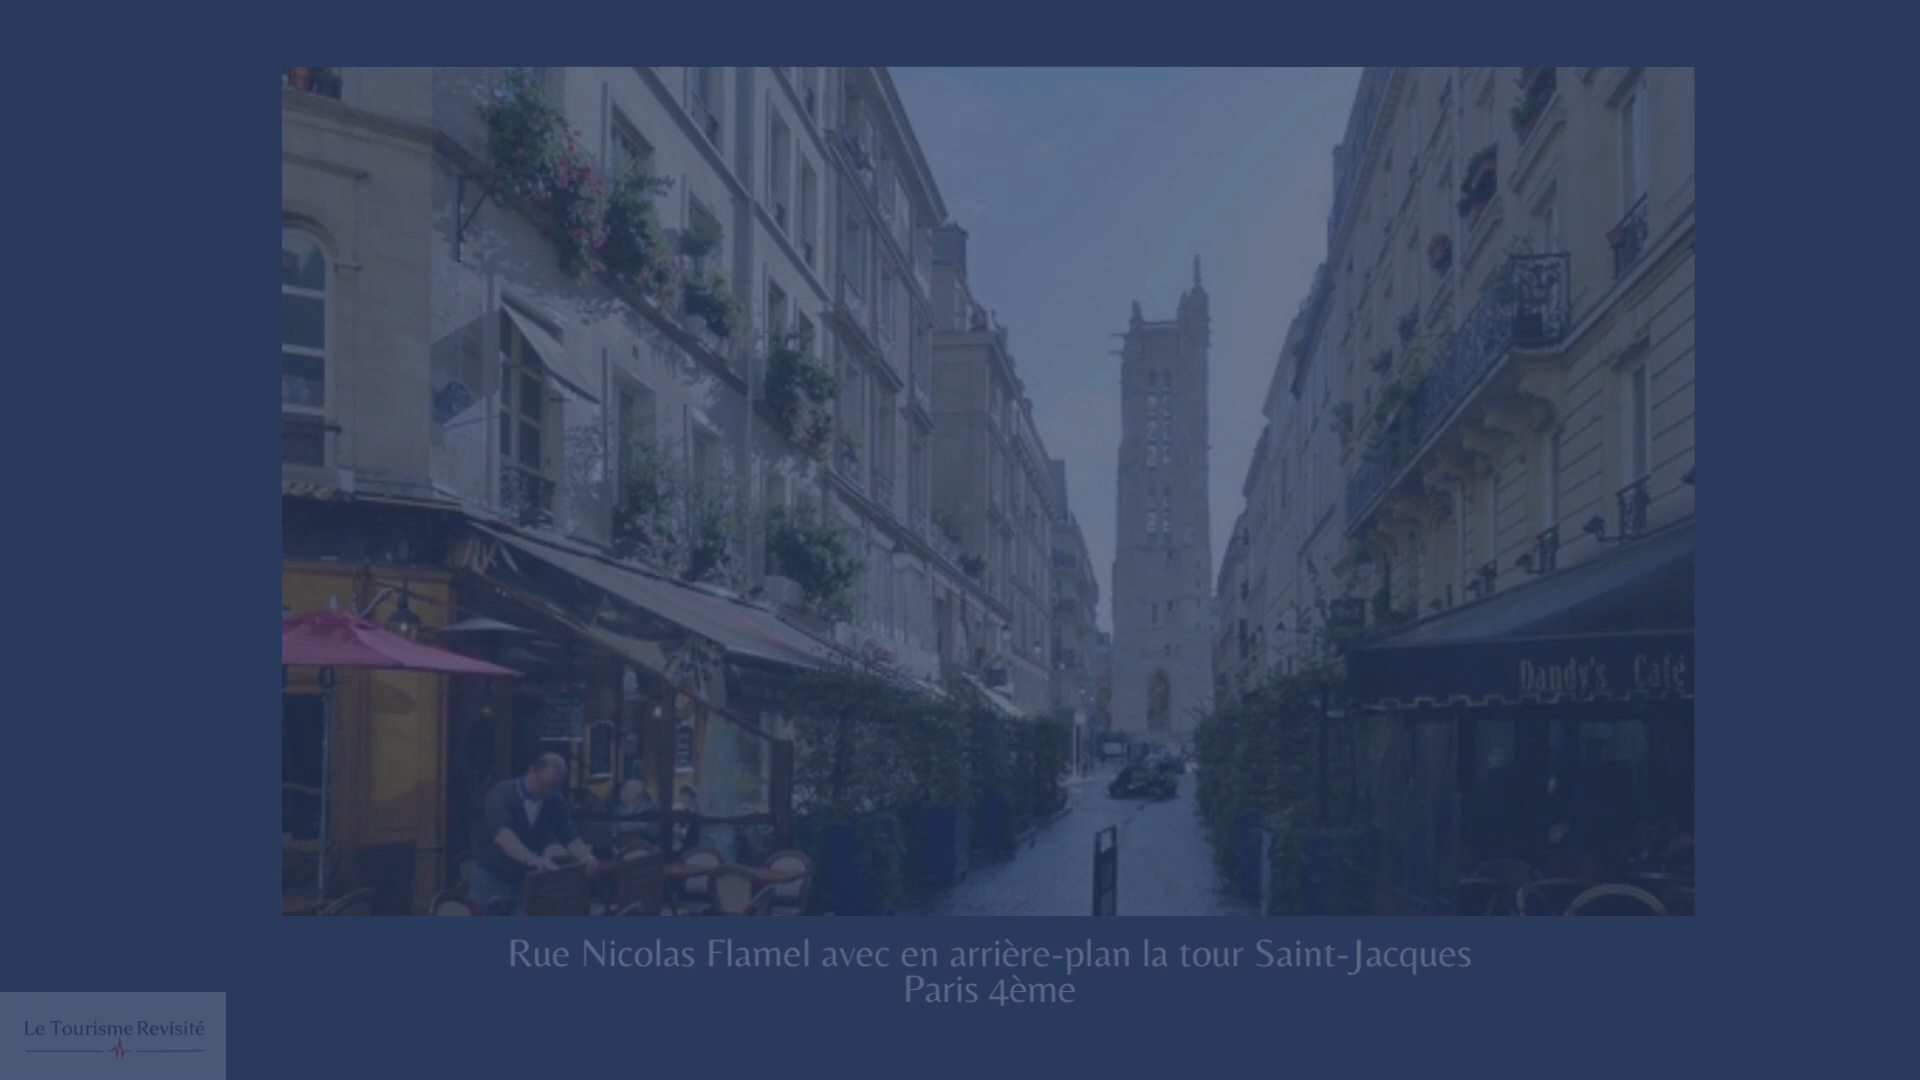 Dandy's Café
Rue Nicolas Flamel avec en arrière-plan la tour Saint-Jacques
Paris 4ème
Le Tourisme Revisité